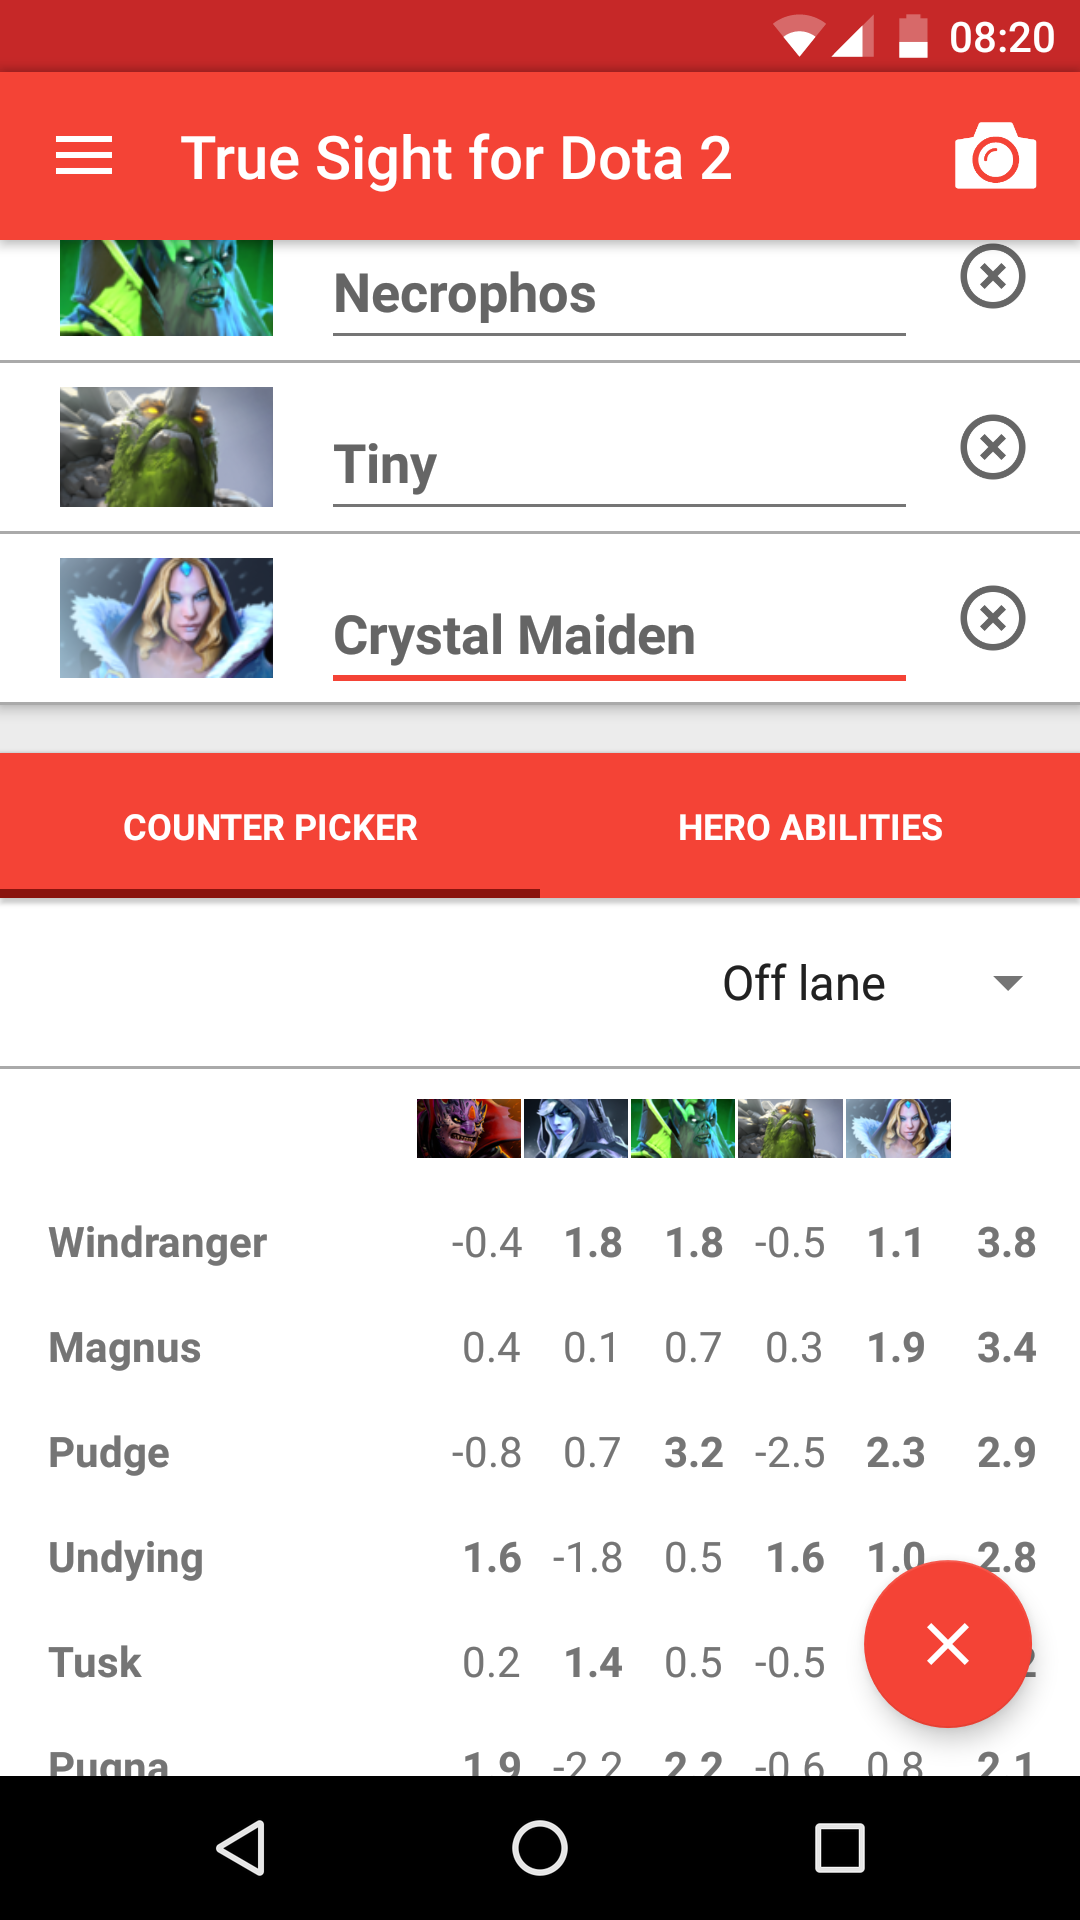 08:20
True Sight for Dota 2
Necrophos
Tiny
Crystal Maiden
COUNTER PICKER HERO ABILITIES
Off lane
Windranger -0.4 1.8 1.8 -0.5 1.1 3.8
Magnus 0.4 0.1 0.7 0.3 1.9 3.4
Pudge -0.8 0.7 3.2 -2.5 2.3 2.9
Undying 1.6 -1.8 0.5 1.6 1.0 2.8
Tusk 0.2 1.4 0.5 -0.5
Pugna 1.9 -2.2 2.2 -0.6 0.8 2.1